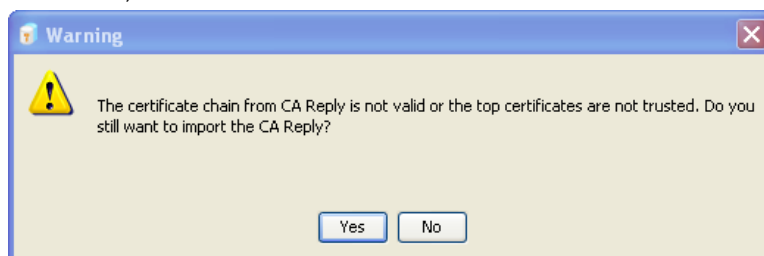 Warning
The certificate chain from CA Reply is not valid or the top certificates are not trusted. Do you
still want to import the CA Reply?
Yes No